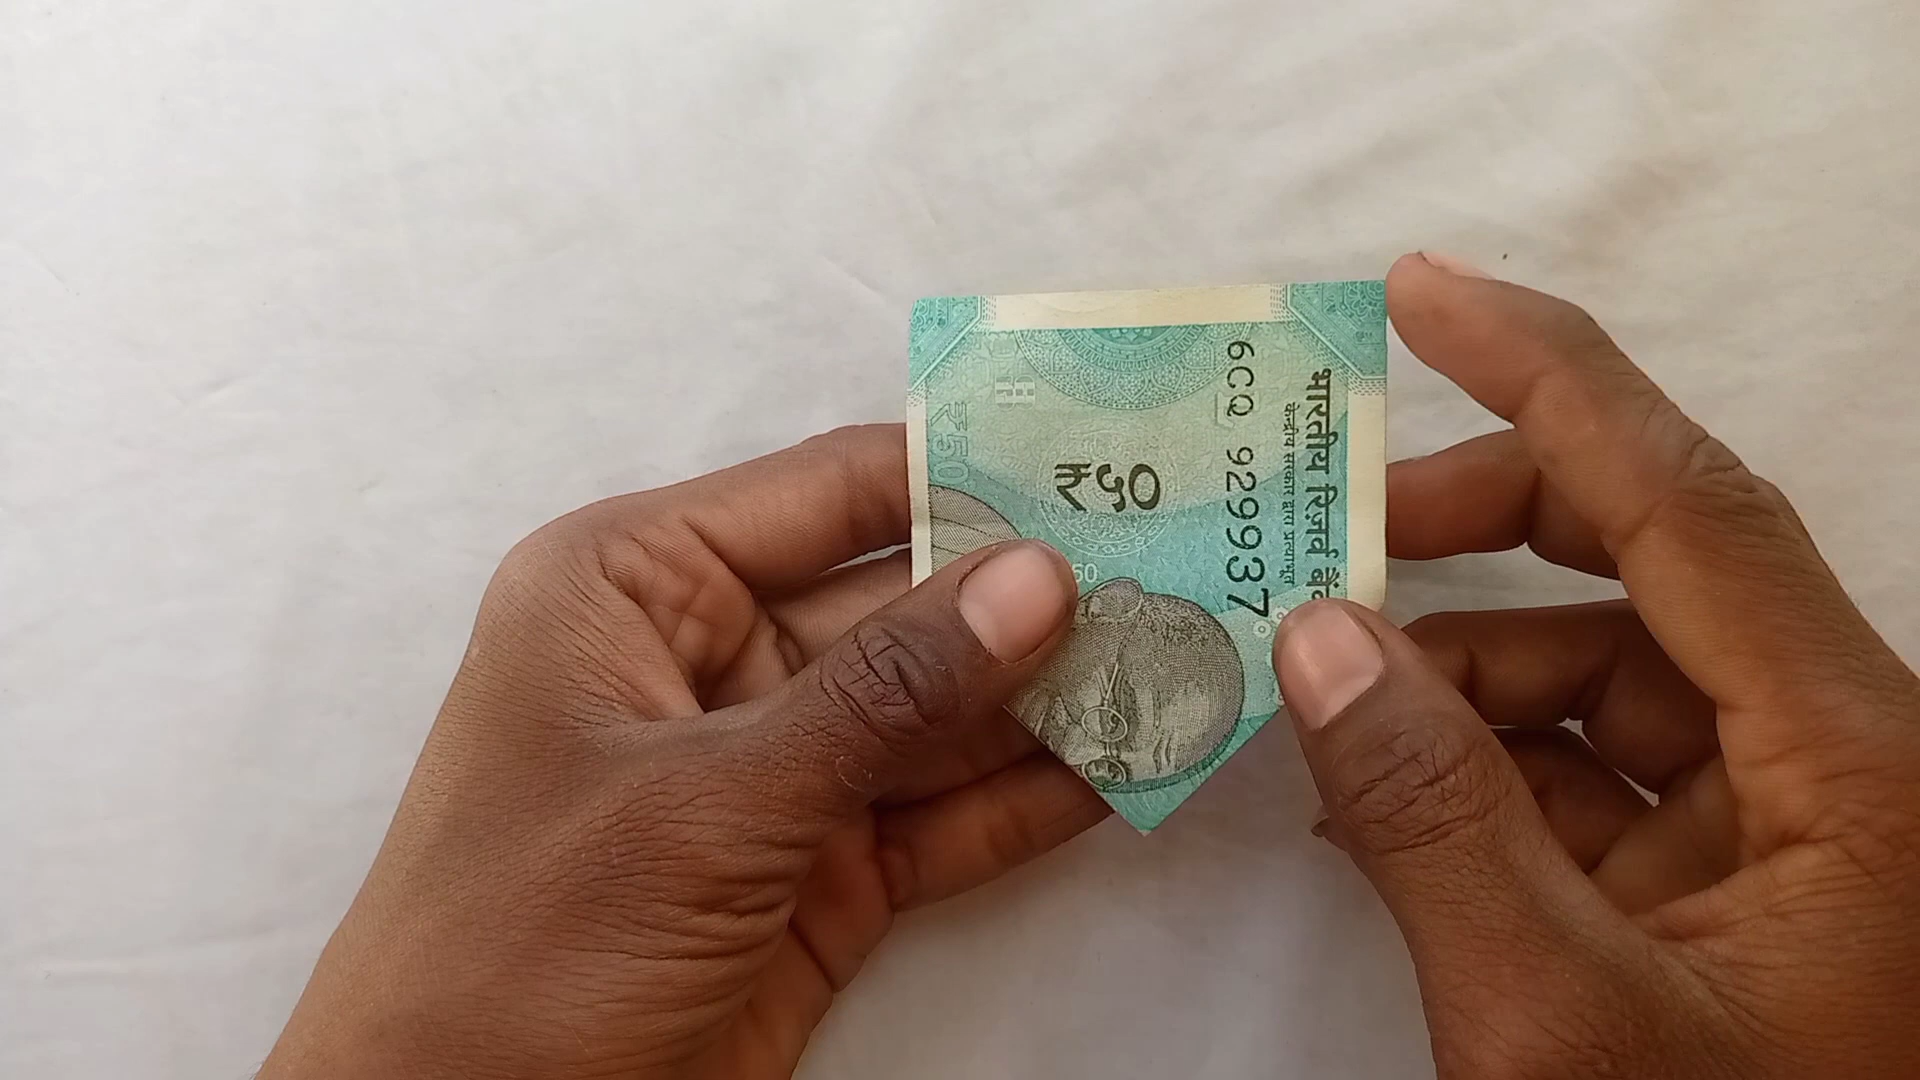 भारतीय रिज़र्व
केन्द्रीय सरकार द्वारा प्रत्याभूत
6CQ 929937
₹ ५०
50
₹50